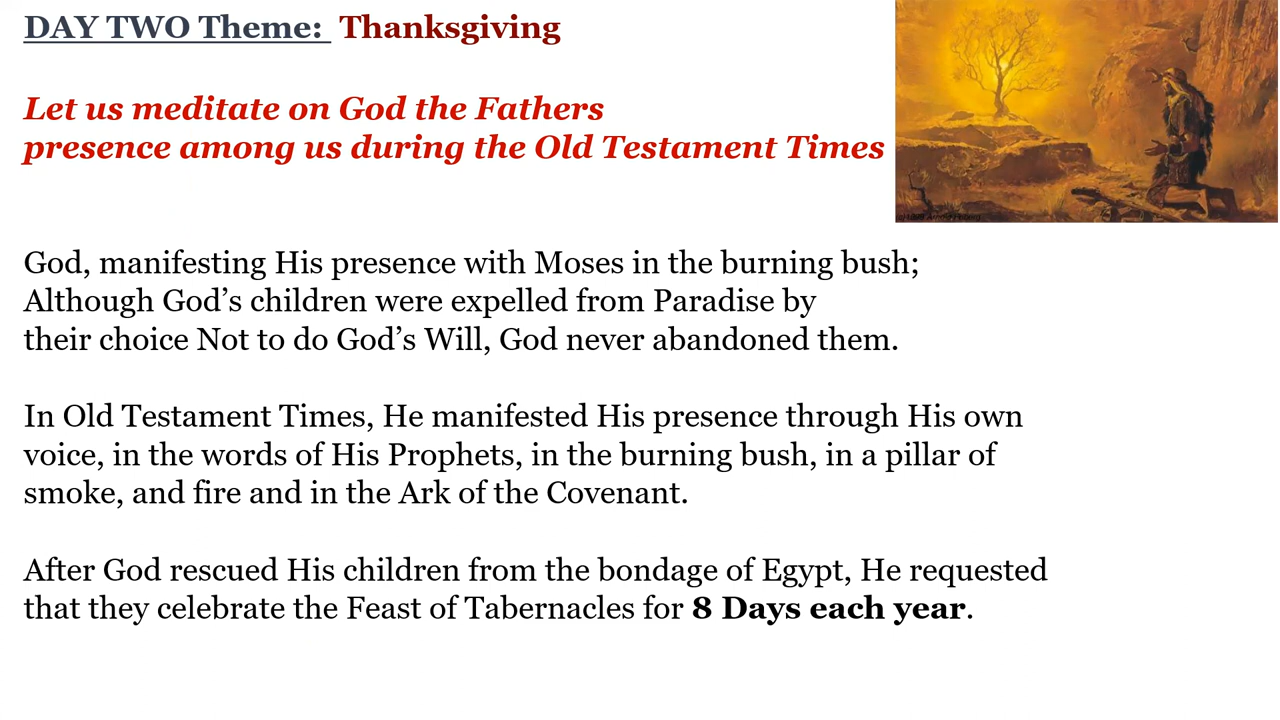 DAY TWO Theme: Thanksgiving
Let us meditate on God the Fathers
presence among us during the Old Testament Times
God, manifesting His presence with Moses in the burning bush;
Although God’s children were expelled from Paradise by
their choice Not to do God’s Will, God never abandoned them.
In Old Testament Times, He manifested His presence through His own
voice, in the words of His Prophets, in the burning bush, in a pillar of
smoke, and fire and in the Ark of the Covenant.
After God rescued His children from the bondage of Egypt, He requested
that they celebrate the Feast of Tabernacles for 8 Days each year.